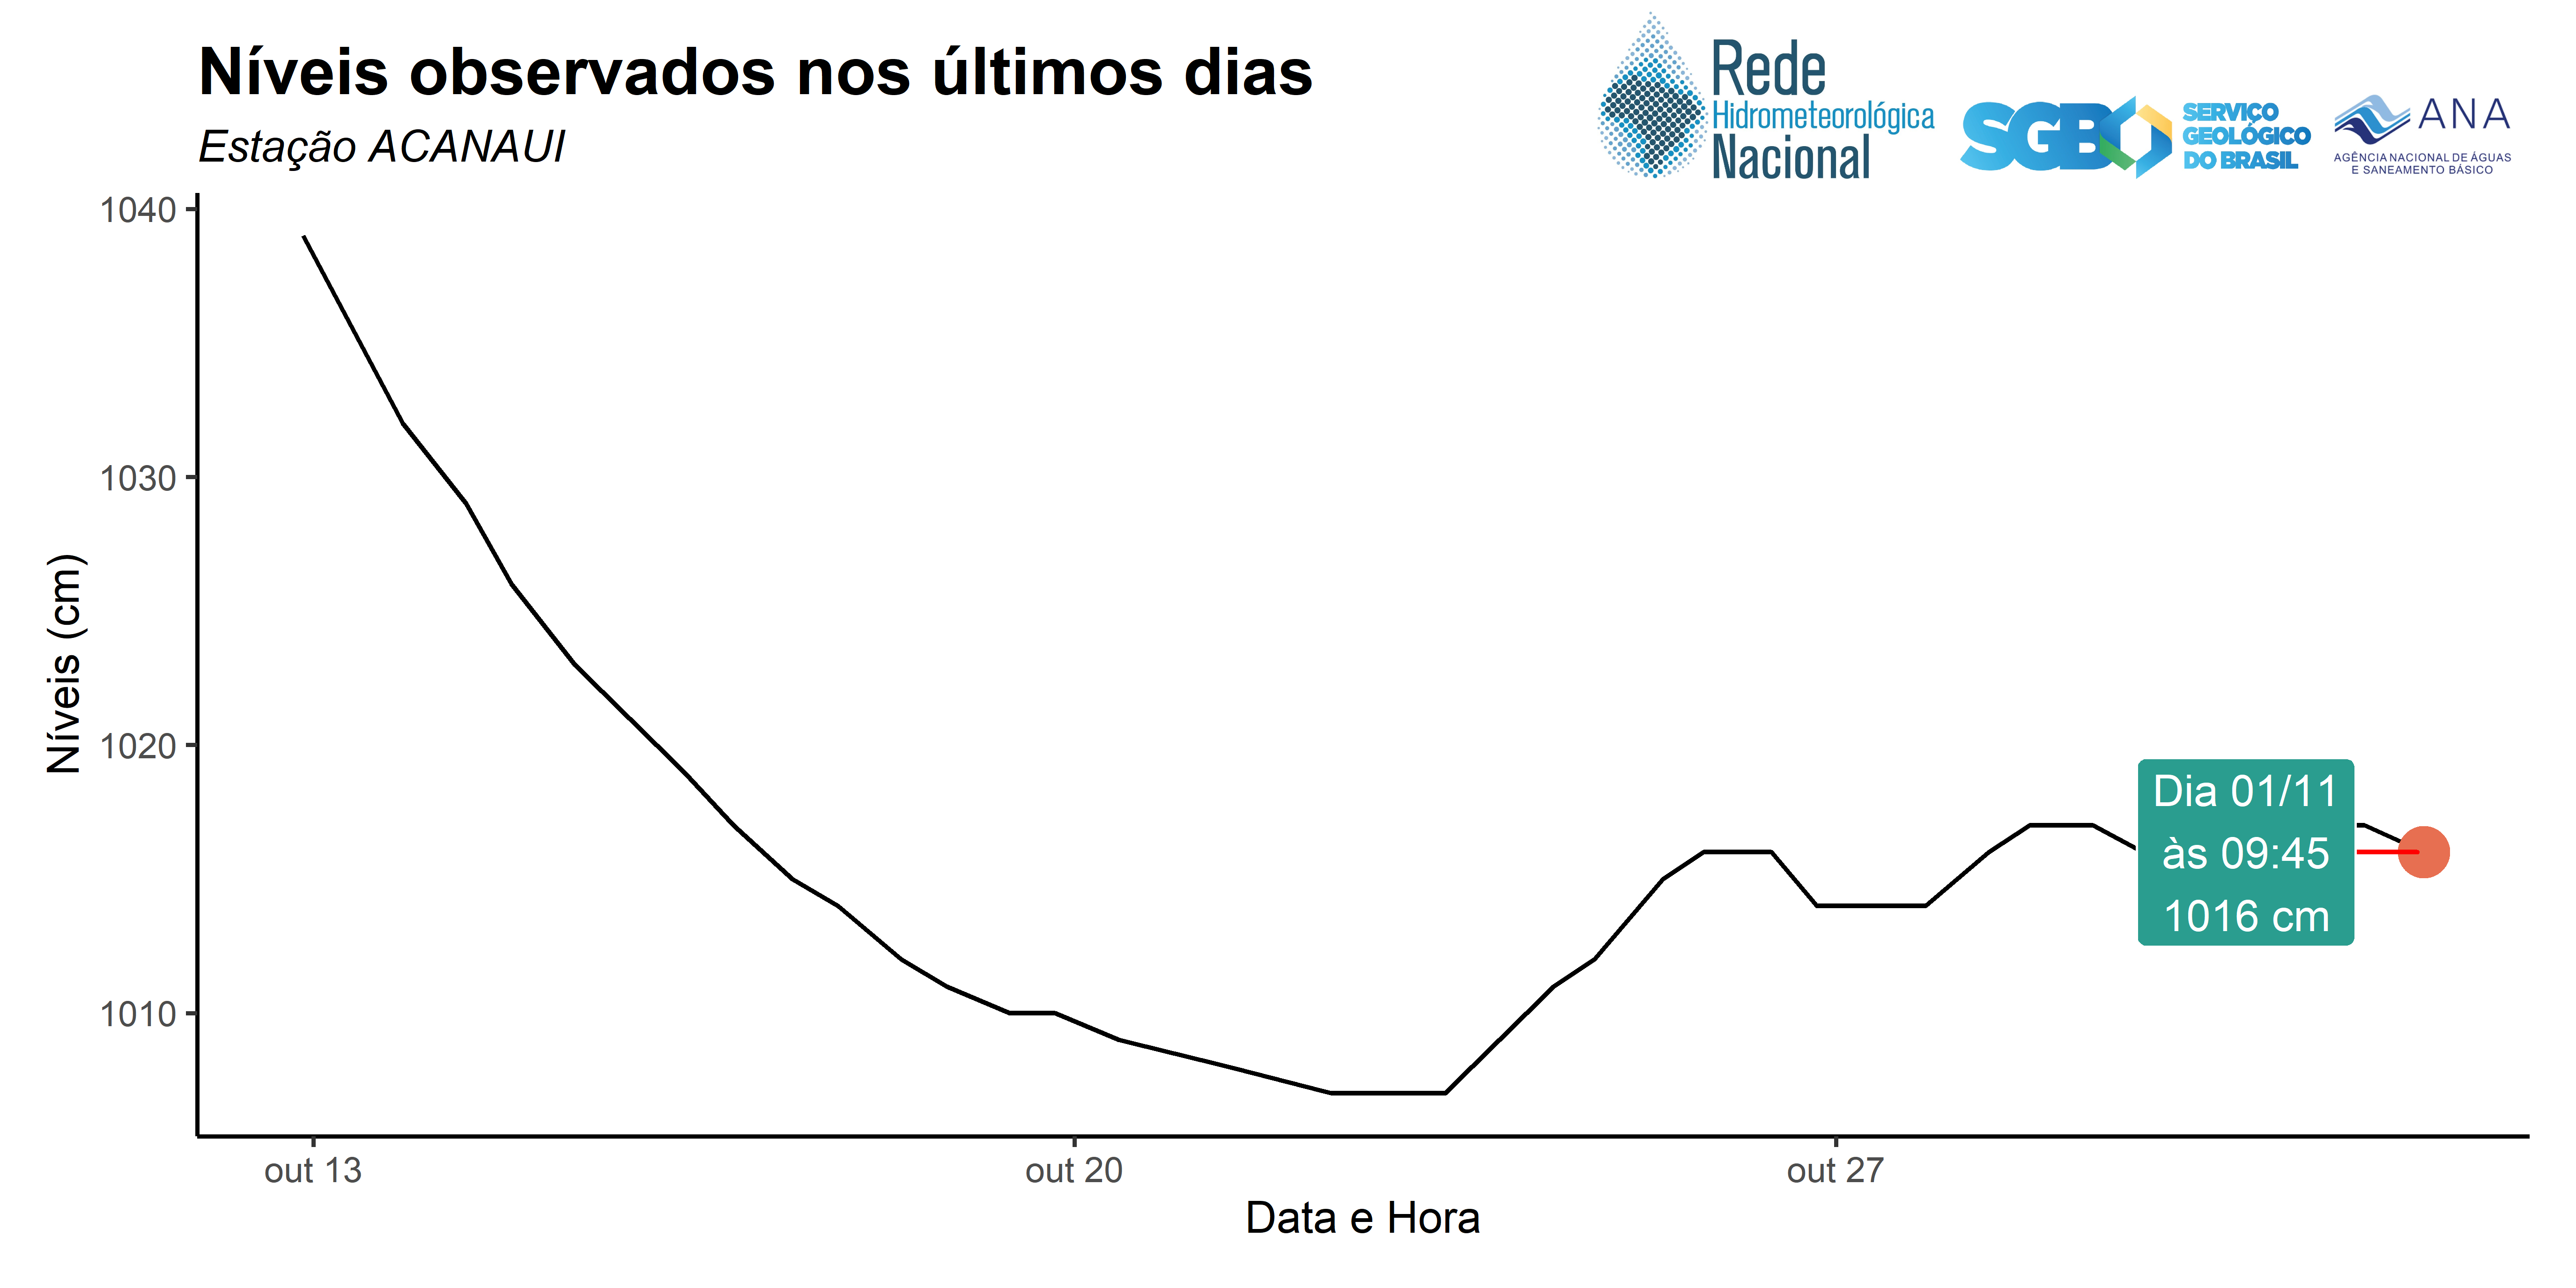 Níveis observados nos últimos dias
Estação ACANAUI
Rede
Hidrometeorológica
Nacional
SGB
SERVIÇO
GEOLÓGICO
DO BRASIL
ANA
AGÊNCIA NACIONAL DE ÁGUAS
E SANEAMENTO BÁSICO
Níveis (cm)
1040
1030
1020
1010
Dia 01/11
às 09:45
1016 cm
out 13
out 20
out 27
Data e Hora